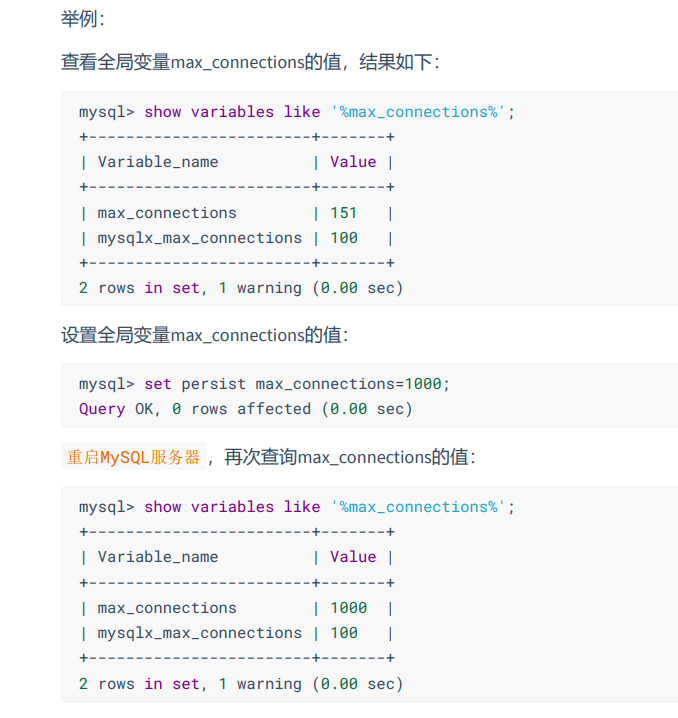 举例：
查看全局变量max_connections的值，结果如下：
mysql> show variables like '%max_connections%';
+------------------------+-------+
| Variable_name          | Value |
+------------------------+-------+
| max_connections        | 151   |
| mysqlx_max_connections | 100   |
+------------------------+-------+
2 rows in set, 1 warning (0.00 sec)
设置全局变量max_connections的值：
mysql> set persist max_connections=1000;
Query OK, 0 rows affected (0.00 sec)
重启MySQL服务器，再次查询max_connections的值：
mysql> show variables like '%max_connections%';
+------------------------+-------+
| Variable_name          | Value |
+------------------------+-------+
| max_connections        | 1000  |
| mysqlx_max_connections | 100   |
+------------------------+-------+
2 rows in set, 1 warning (0.00 sec)